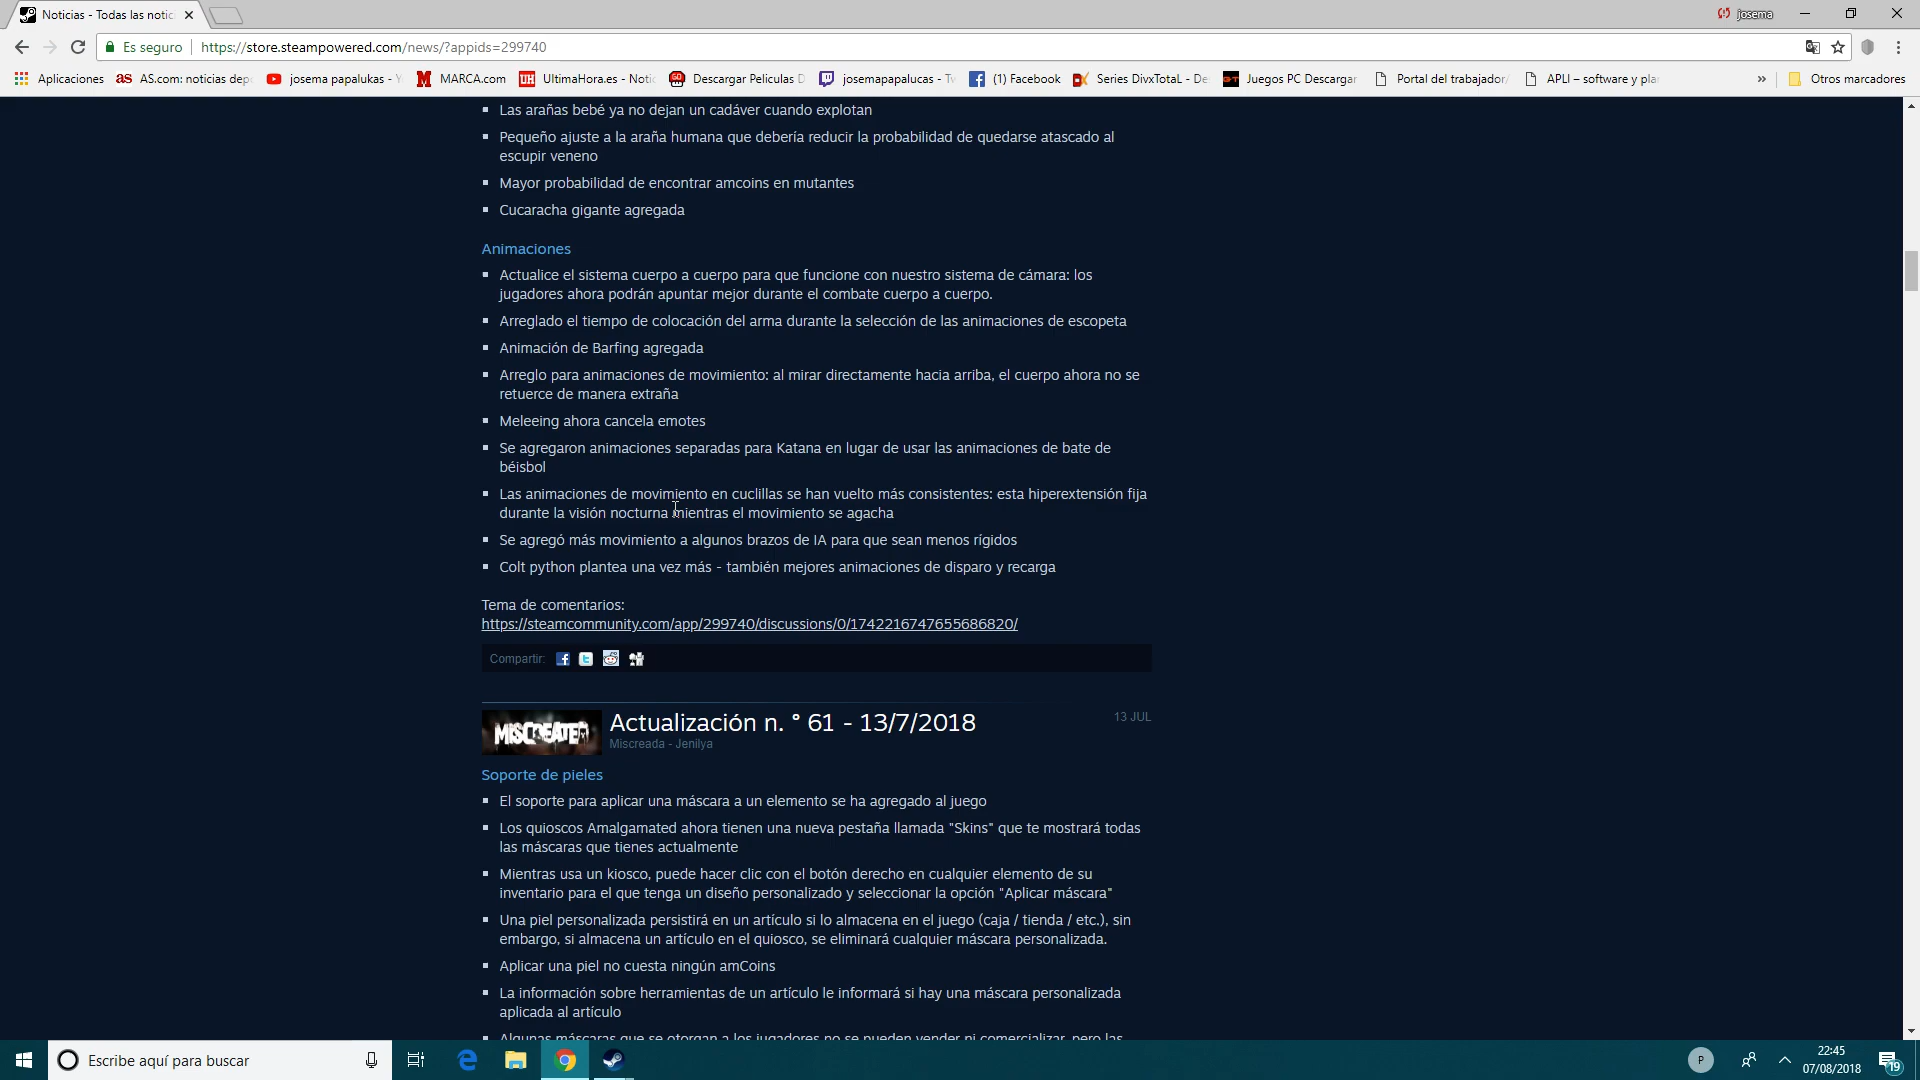 Noticias - Todas las notic
josema
Es seguro
https://store.steampowered.com/news/?appids=299740
Aplicaciones
AS.com: noticias dep
josema papalukas - Y
MARCA.com
UltimaHora.es - Notic
Descargar Peliculas D
josemapapalucas - Tw
(1) Facebook
Series DivxTotaL - De
Juegos PC Descargar
Portal del trabajador
APLI – software y pla
»
Otros marcadores
Las arañas bebé ya no dejan un cadáver cuando explotan
Pequeño ajuste a la araña humana que debería reducir la probabilidad de quedarse atascado al
escupir veneno
Mayor probabilidad de encontrar amcoins en mutantes
Cucaracha gigante agregada
Animaciones
Actualice el sistema cuerpo a cuerpo para que funcione con nuestro sistema de cámara: los
jugadores ahora podrán apuntar mejor durante el combate cuerpo a cuerpo.
Arreglado el tiempo de colocación del arma durante la selección de las animaciones de escopeta
Animación de Barfing agregada
Arreglo para animaciones de movimiento: al mirar directamente hacia arriba, el cuerpo ahora no se
retuerce de manera extraña
Meleeing ahora cancela emotes
Se agregaron animaciones separadas para Katana en lugar de usar las animaciones de bate de
béisbol
Las animaciones de movimiento en cuclillas se han vuelto más consistentes: esta hiperextensión fija
durante la visión nocturna mientras el movimiento se agacha
Se agregó más movimiento a algunos brazos de IA para que sean menos rígidos
Colt python plantea una vez más - también mejores animaciones de disparo y recarga
Tema de comentarios:
https://steamcommunity.com/app/299740/discussions/0/1742216747655686820/
Compartir:
MISCREATED
Actualización n. ° 61 - 13/7/2018
13 JUL
Miscreada - Jenilya
Soporte de pieles
El soporte para aplicar una máscara a un elemento se ha agregado al juego
Los quioscos Amalgamated ahora tienen una nueva pestaña llamada "Skins" que te mostrará todas
las máscaras que tienes actualmente
Mientras usa un kiosco, puede hacer clic con el botón derecho en cualquier elemento de su
inventario para el que tenga un diseño personalizado y seleccionar la opción "Aplicar máscara"
Una piel personalizada persistirá en un artículo si lo almacena en el juego (caja / tienda / etc.), sin
embargo, si almacena un artículo en el quiosco, se eliminará cualquier máscara personalizada.
Aplicar una piel no cuesta ningún amCoins
La información sobre herramientas de un artículo le informará si hay una máscara personalizada
aplicada al artículo
Algunas máscaras que se otorgan a los jugadores no se pueden vender ni comercializar, pero las
Escribe aquí para buscar
P
22:45
07/08/2018
19